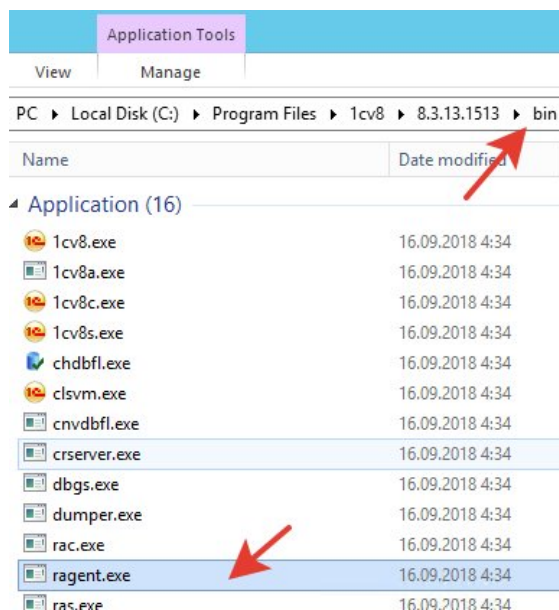 Application Tools
View Manage
PC ▸ Local Disk (C:) ▸ Program Files ▸ 1cv8 ▸ 8.3.13.1513 ▸ bin
Name Date modified
Application (16)
1cv8.exe 16.09.2018 4:34
1cv8a.exe 16.09.2018 4:34
1cv8c.exe 16.09.2018 4:34
1cv8s.exe 16.09.2018 4:34
chdbfl.exe 16.09.2018 4:34
clsvm.exe 16.09.2018 4:34
cnvdbfl.exe 16.09.2018 4:34
crserver.exe 16.09.2018 4:34
dbgs.exe 16.09.2018 4:34
dumper.exe 16.09.2018 4:34
rac.exe 16.09.2018 4:34
ragent.exe 16.09.2018 4:34
ras.exe 16.09.2018 4:34